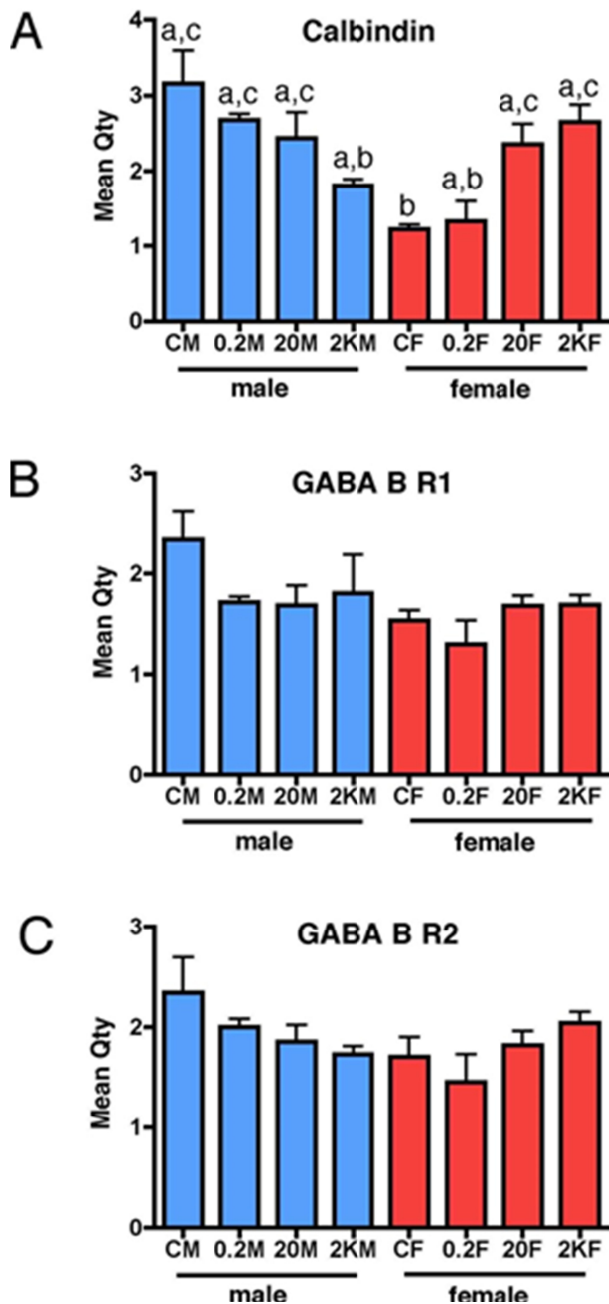 A
Calbindin
Mean Qty
4
3
2
1
0
a,c
a,c
a,c
a,b
b
a,b
a,c
a,c
CM 0.2M 20M 2KM CF 0.2F 20F 2KF
male female
B
GABA B R1
Mean Qty
3
2
1
0
CM 0.2M 20M 2KM CF 0.2F 20F 2KF
male female
C
GABA B R2
Mean Qty
3
2
1
0
CM 0.2M 20M 2KM CF 0.2F 20F 2KF
male female